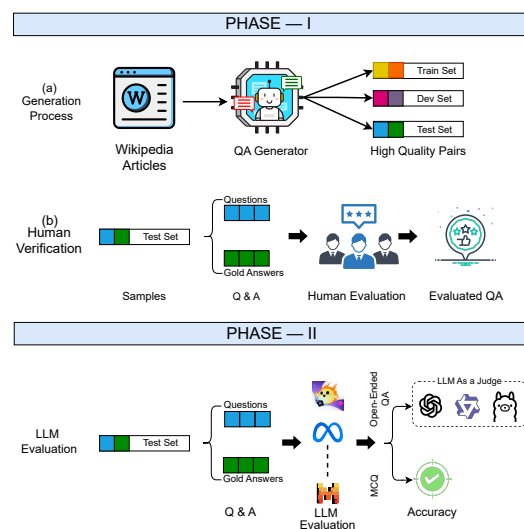 PHASE — I
(a)
Generation
Process
W
Wikipedia
Articles
QA Generator
Train Set
Dev Set
Test Set
High Quality Pairs
(b)
Human
Verification
Test Set
Questions
Gold Answers
Samples
Q & A
Human Evaluation
Evaluated QA
PHASE — II
LLM
Evaluation
Test Set
Questions
Gold Answers
Q & A
LLM
Evaluation
Open-Ended
QA
MCQ
LLM As a Judge
Accuracy